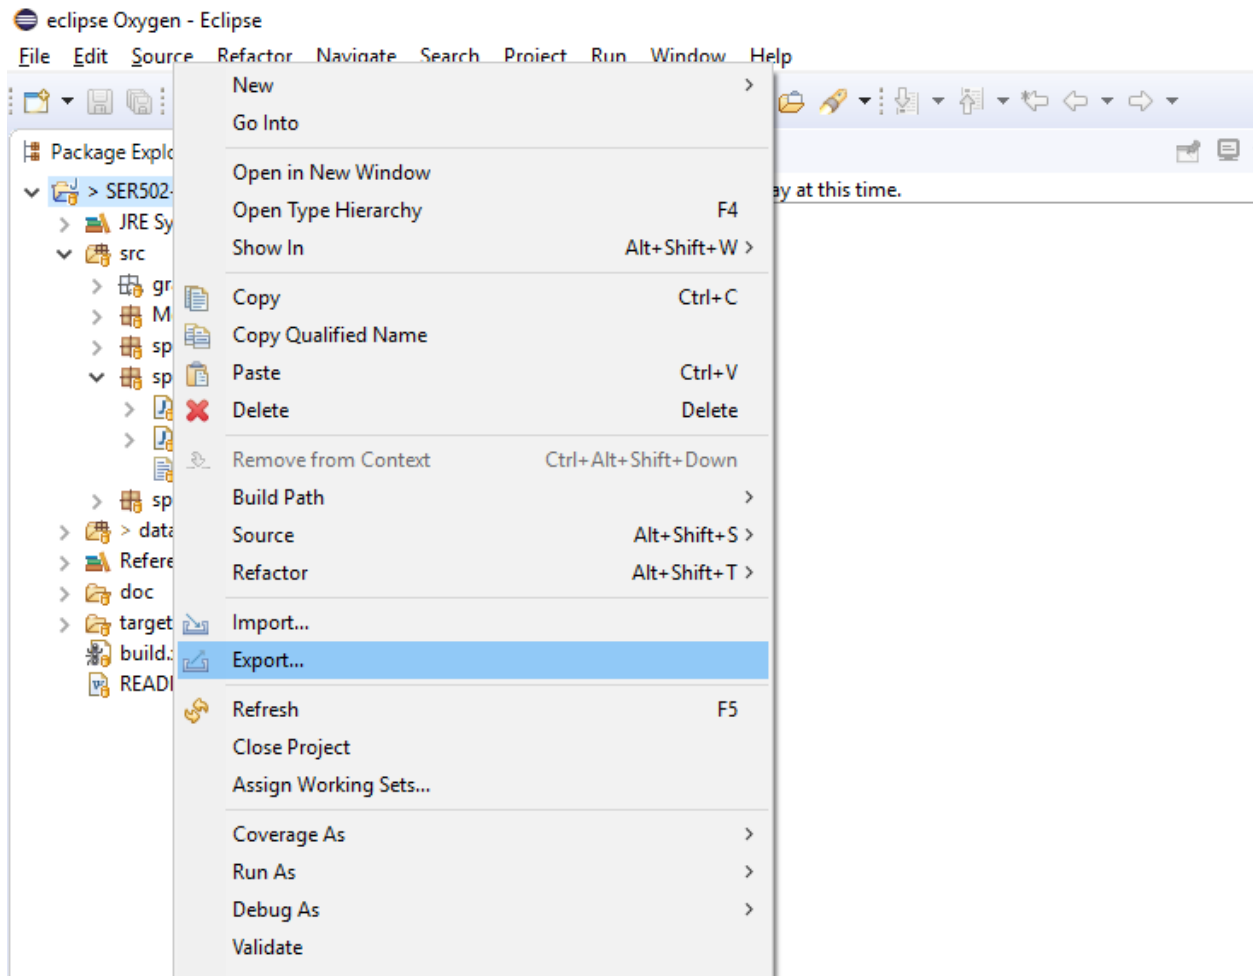 eclipse Oxygen - Eclipse
File Edit Source Refactor Navigate Search Project Run Window Help
Package Explo
ay at this time.
> SER502-
JRE Sy
src
gr
M
sp
sp
sp
> data
Refere
doc
target
build.
READ
New
Go Into
Open in New Window
Open Type Hierarchy F4
Show In Alt+Shift+W >
Copy Ctrl+C
Copy Qualified Name
Paste Ctrl+V
Delete Delete
Remove from Context Ctrl+Alt+Shift+Down
Build Path >
Source Alt+Shift+S >
Refactor Alt+Shift+T >
Import...
Export...
Refresh F5
Close Project
Assign Working Sets...
Coverage As >
Run As >
Debug As >
Validate